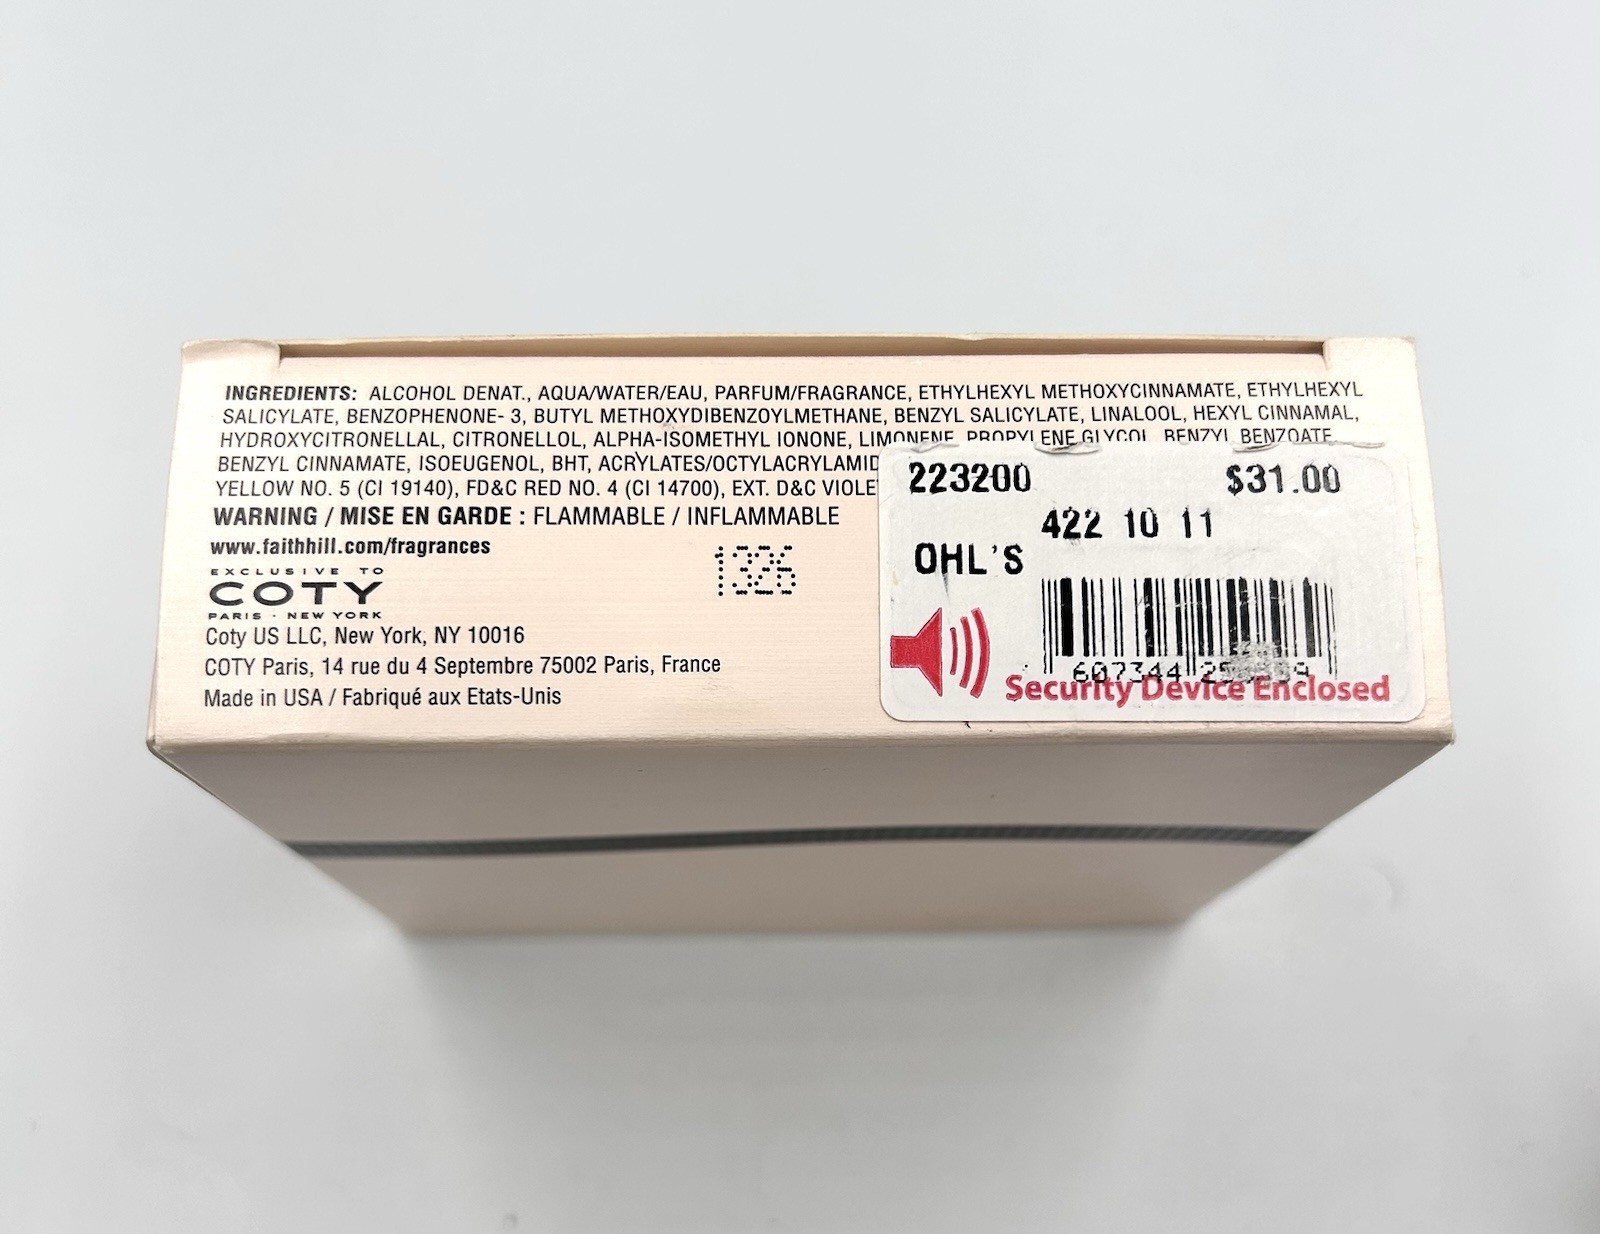 INGREDIENTS: ALCOHOL DENAT., AQUA/WATER/EAU, PARFUM/FRAGRANCE, ETHYLHEXYL METHOXYCINNAMATE, ETHYLHEXYL
SALICYLATE, BENZOPHENONE- 3, BUTYL METHOXYDIBENZOYLMETHANE, BENZYL SALICYLATE, LINALOOL, HEXYL CINNAMAL,
HYDROXYCITRONELLAL, CITRONELLOL, ALPHA-ISOMETHYL IONONE, LIMONENE, PROPYLENE GLYCOL, BENZYL BENZOATE,
BENZYL CINNAMATE, ISOEUGENOL, BHT, ACRYLATES/OCTYLACRYLAMID
YELLOW NO. 5 (CI 19140), FD&C RED NO. 4 (CI 14700), EXT. D&C VIOLE
WARNING / MISE EN GARDE : FLAMMABLE / INFLAMMABLE
www.faithhill.com/fragrances
1326
EXCLUSIVE TO
COTY
PARIS · NEW YORK
Coty US LLC, New York, NY 10016
COTY Paris, 14 rue du 4 Septembre 75002 Paris, France
Made in USA / Fabriqué aux Etats-Unis
223200 $31.00
422 10 11
OHL'S
607344
Security Device Enclosed